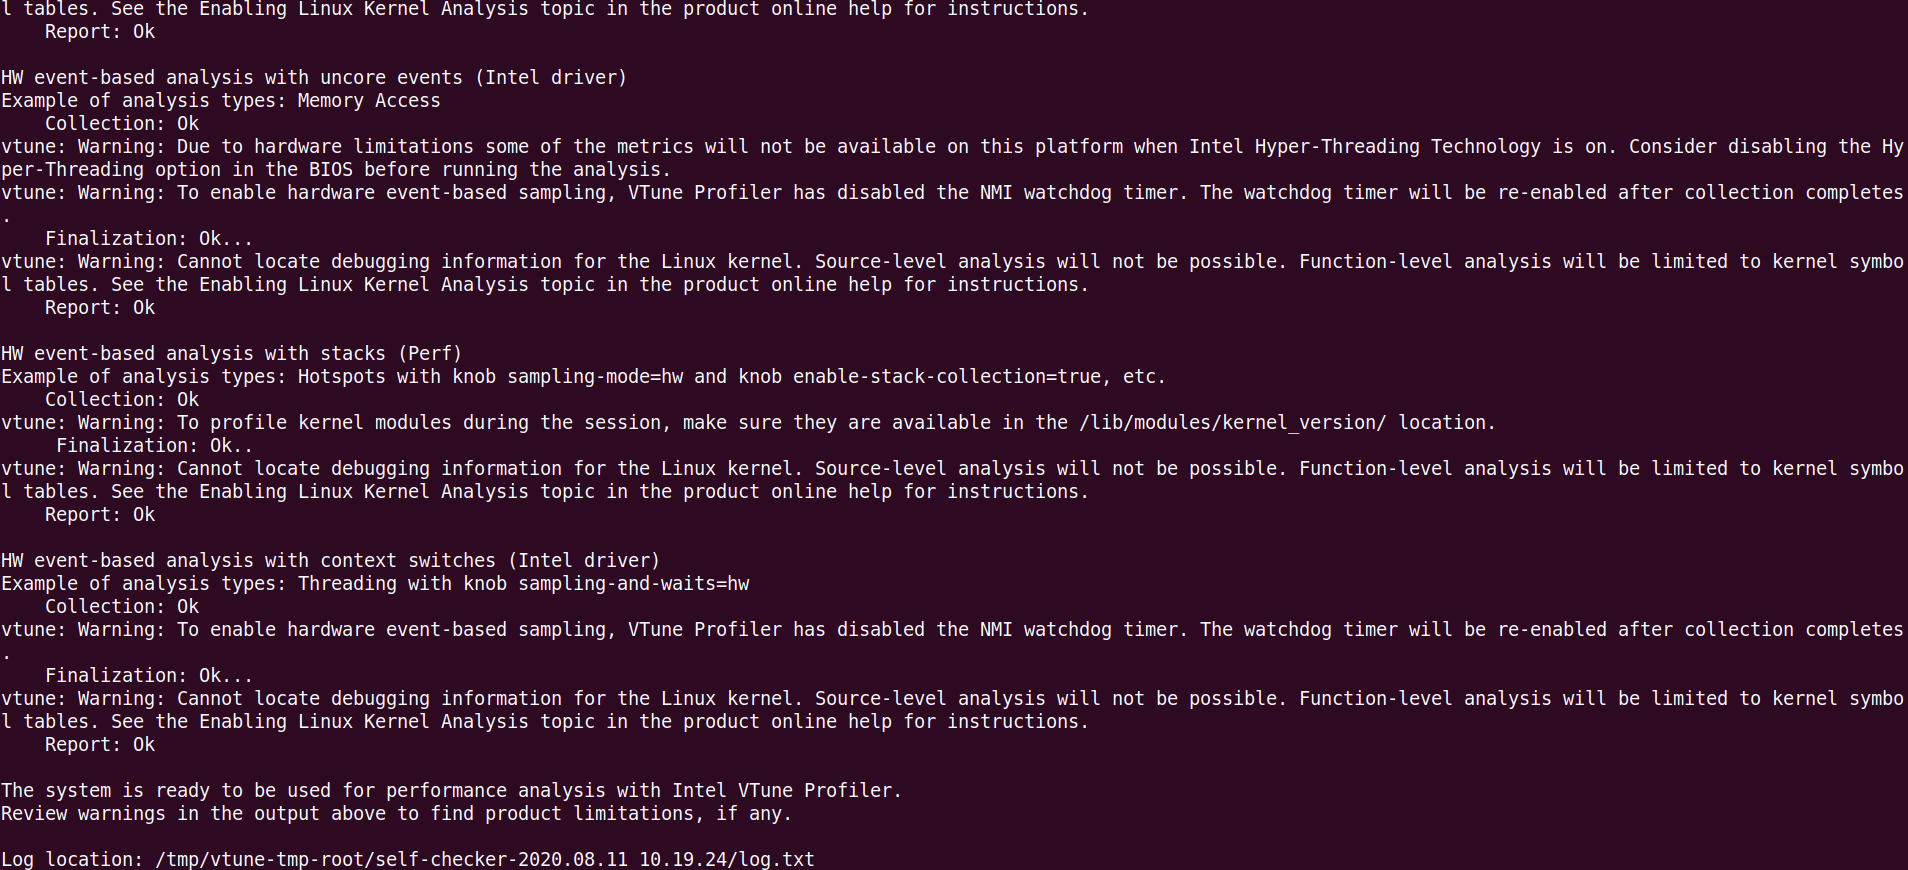 l tables. See the Enabling Linux Kernel Analysis topic in the product online help for instructions.
    Report: Ok

HW event-based analysis with uncore events (Intel driver)
Example of analysis types: Memory Access
    Collection: Ok
vtune: Warning: Due to hardware limitations some of the metrics will not be available on this platform when Intel Hyper-Threading Technology is on. Consider disabling the Hy
per-Threading option in the BIOS before running the analysis.
vtune: Warning: To enable hardware event-based sampling, VTune Profiler has disabled the NMI watchdog timer. The watchdog timer will be re-enabled after collection completes
.
    Finalization: Ok...
vtune: Warning: Cannot locate debugging information for the Linux kernel. Source-level analysis will not be possible. Function-level analysis will be limited to kernel symbo
l tables. See the Enabling Linux Kernel Analysis topic in the product online help for instructions.
    Report: Ok

HW event-based analysis with stacks (Perf)
Example of analysis types: Hotspots with knob sampling-mode=hw and knob enable-stack-collection=true, etc.
    Collection: Ok
vtune: Warning: To profile kernel modules during the session, make sure they are available in the /lib/modules/kernel_version/ location.
     Finalization: Ok..
vtune: Warning: Cannot locate debugging information for the Linux kernel. Source-level analysis will not be possible. Function-level analysis will be limited to kernel symbo
l tables. See the Enabling Linux Kernel Analysis topic in the product online help for instructions.
    Report: Ok

HW event-based analysis with context switches (Intel driver)
Example of analysis types: Threading with knob sampling-and-waits=hw
    Collection: Ok
vtune: Warning: To enable hardware event-based sampling, VTune Profiler has disabled the NMI watchdog timer. The watchdog timer will be re-enabled after collection completes
.
    Finalization: Ok...
vtune: Warning: Cannot locate debugging information for the Linux kernel. Source-level analysis will not be possible. Function-level analysis will be limited to kernel symbo
l tables. See the Enabling Linux Kernel Analysis topic in the product online help for instructions.
    Report: Ok

The system is ready to be used for performance analysis with Intel VTune Profiler.
Review warnings in the output above to find product limitations, if any.

Log location: /tmp/vtune-tmp-root/self-checker-2020.08.11 10.19.24/log.txt